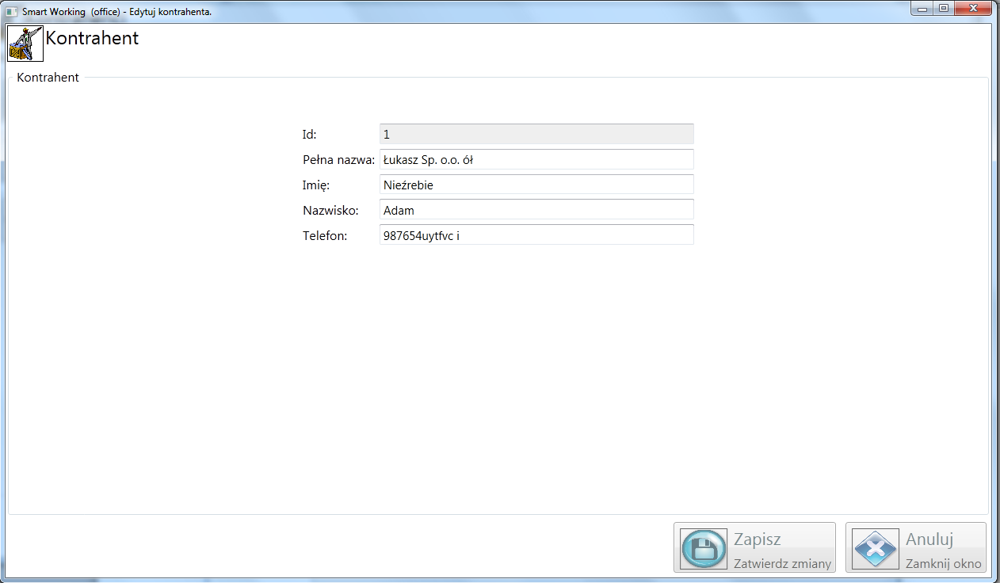 Smart Working (office) - Edytuj kontrahenta.
Kontrahent
Kontrahent
Id: 1
Pełna nazwa: Łukasz Sp. o.o. ół
Imię: Nieźrebie
Nazwisko: Adam
Telefon: 987654uytfvc i
Zapisz
Zatwierdz zmiany
Anuluj
Zamknij okno